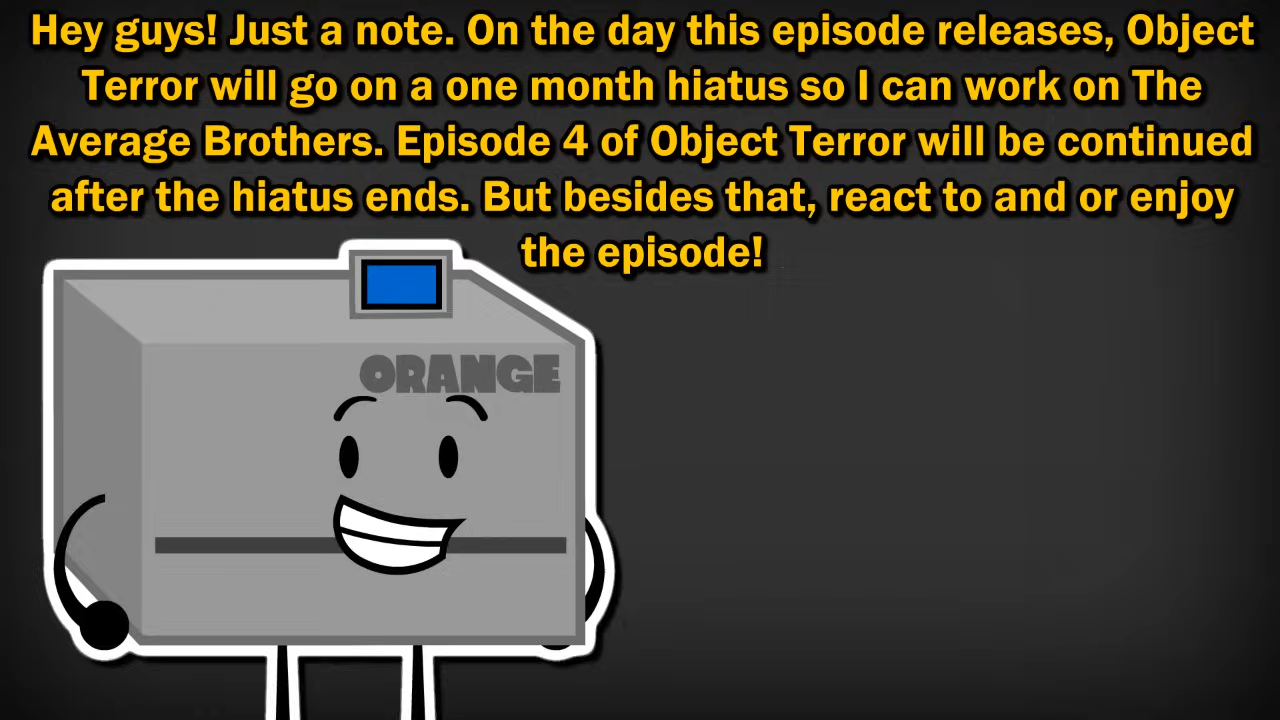 Hey guys! Just a note. On the day this episode releases, Object
Terror will go on a one month hiatus so I can work on The
Average Brothers. Episode 4 of Object Terror will be continued
after the hiatus ends. But besides that, react to and or enjoy
the episode!
ORANGE